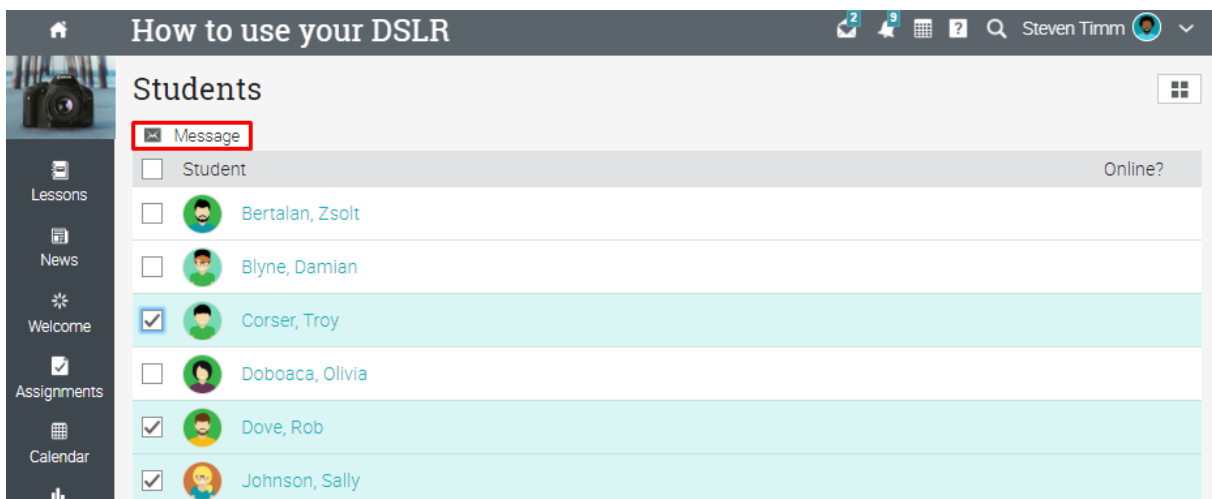 How to use your DSLR
2
9
?
Steven Timm
Students
Message
Student Online?
Lessons
Bertalan, Zsolt
News
Blyne, Damian
Welcome
Corser, Troy
Assignments
Doboaca, Olivia
Calendar
Dove, Rob
Johnson, Sally